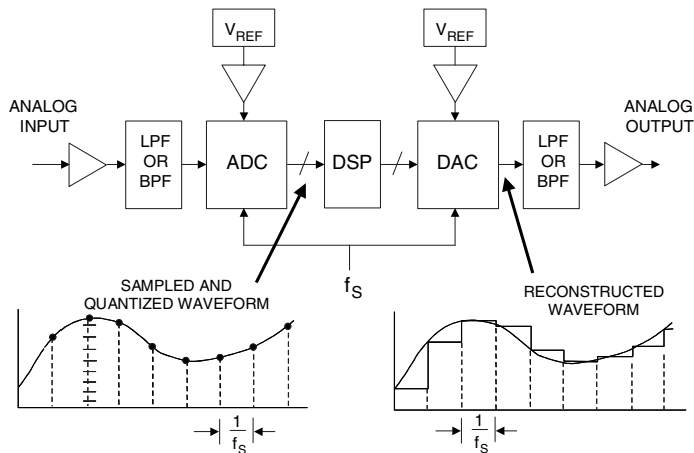 V_REF
V_REF
ANALOG
INPUT
ANALOG
OUTPUT
LPF
OR
BPF
ADC
DSP
DAC
LPF
OR
BPF
f_S
SAMPLED AND
QUANTIZED WAVEFORM
RECONSTRUCTED
WAVEFORM
1
f_S
1
f_S